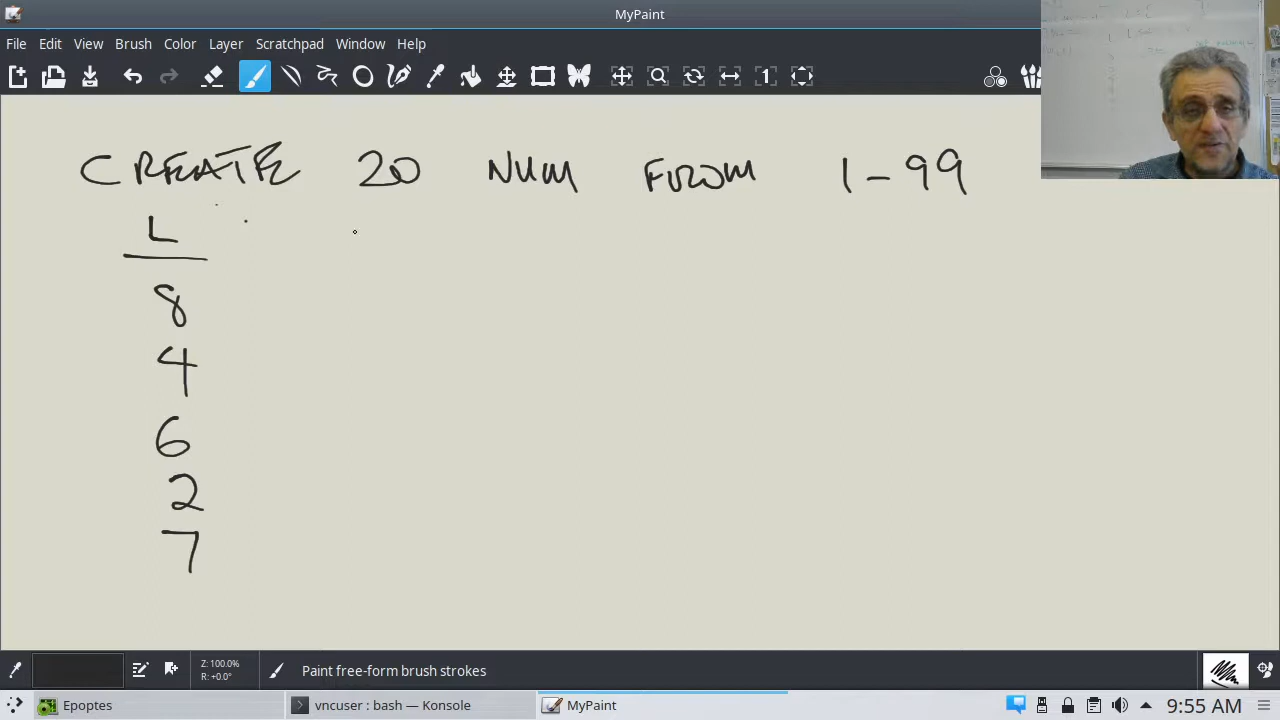 MyPaint
File Edit View Brush Color Layer Scratchpad Window Help
CREATE 20 NUM FROM 1-99
L
8
4
6
2
7
Z: 100.0%
R: +0.0°
Paint free-form brush strokes
Epoptes
vncuser : bash — Konsole
MyPaint
9:55 AM